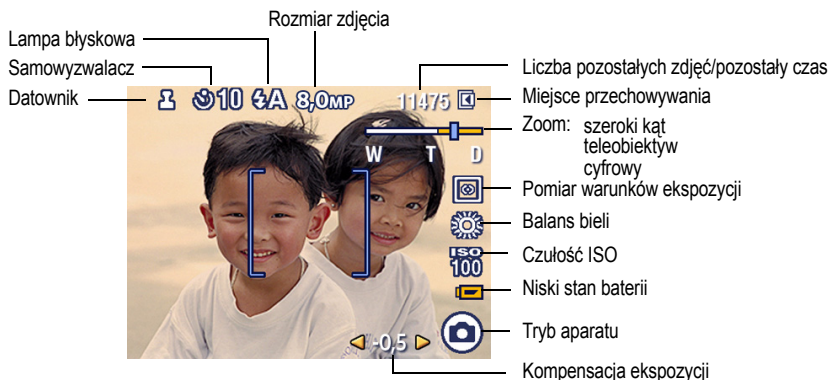 Rozmiar zdjęcia
Lampa błyskowa
Samowyzwalacz
Datownik
10 A 8,0MP 11475
Liczba pozostałych zdjęć/pozostały czas
Miejsce przechowywania
Zoom: szeroki kąt
teleobiektyw
cyfrowy
W T D
Pomiar warunków ekspozycji
Balans bieli
ISO
100
Czułość ISO
Niski stan baterii
Tryb aparatu
-0,5
Kompensacja ekspozycji